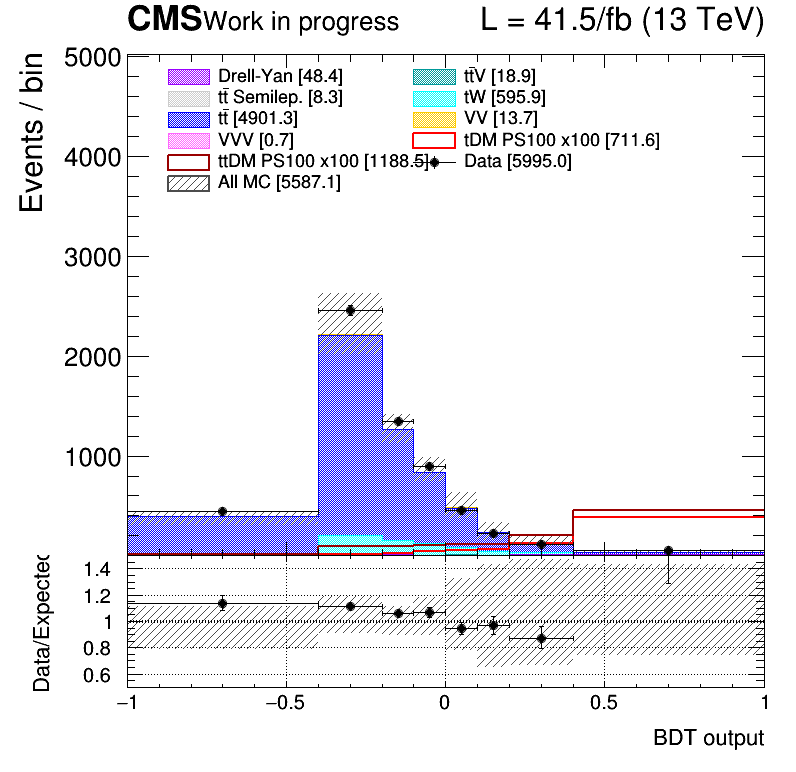 CMS Work in progress L = 41.5/fb (13 TeV)
Events / bin
5000
4000
3000
2000
1000
Drell-Yan [48.4]
tt̄V [18.9]
tt̄ Semilep. [8.3]
tW [595.9]
tt̄ [4901.3]
VV [13.7]
VVV [0.7]
tDM PS100 x100 [711.6]
ttDM PS100 x100 [1188.5]
Data [5995.0]
All MC [5587.1]
Data/Expected
1.4
1.2
1
0.8
0.6
−1 −0.5 0 0.5 1
BDT output